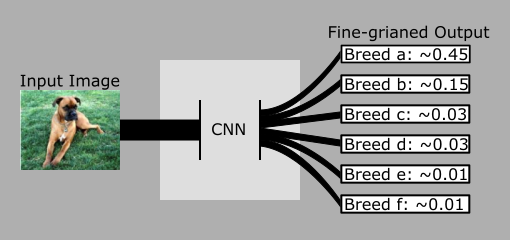 Fine-grianed Output
Input Image
CNN
Breed a: ~0.45
Breed b: ~0.15
Breed c: ~0.03
Breed d: ~0.03
Breed e: ~0.01
Breed f: ~0.01